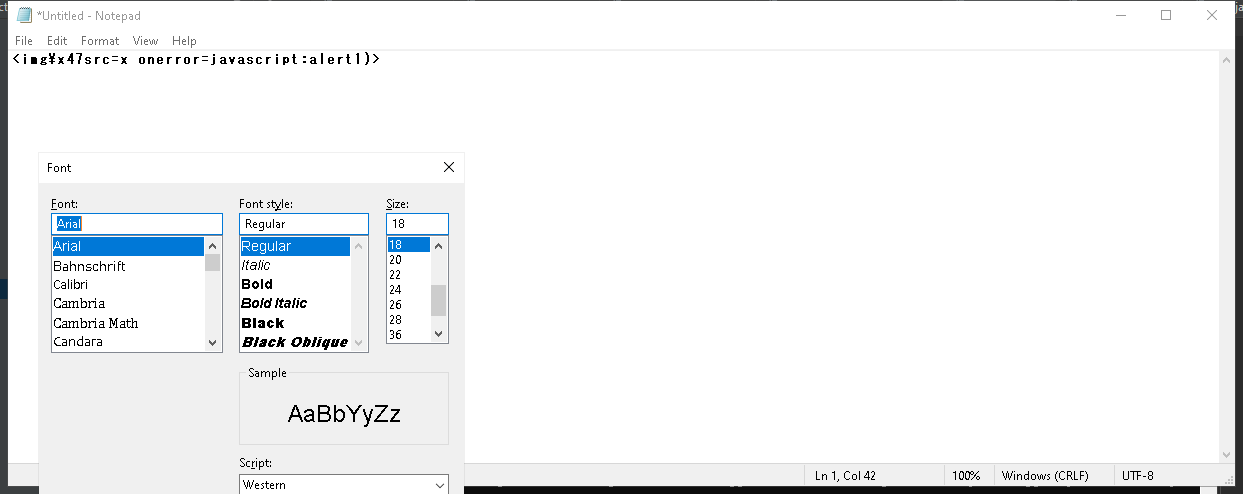 *Untitled - Notepad
File Edit Format View Help
<img¥x47src=x onerror=javascript:alert1)>
Font
Font: Font style: Size:
Arial Regular 18
Arial Regular 18
Bahnschrift Italic 20
Calibri Bold 22
Cambria Bold Italic 24
Cambria Math Black 26
Candara Black Oblique 28
36
Sample
AaBbYyZz
Script:
Western
Ln 1, Col 42 100% Windows (CRLF) UTF-8